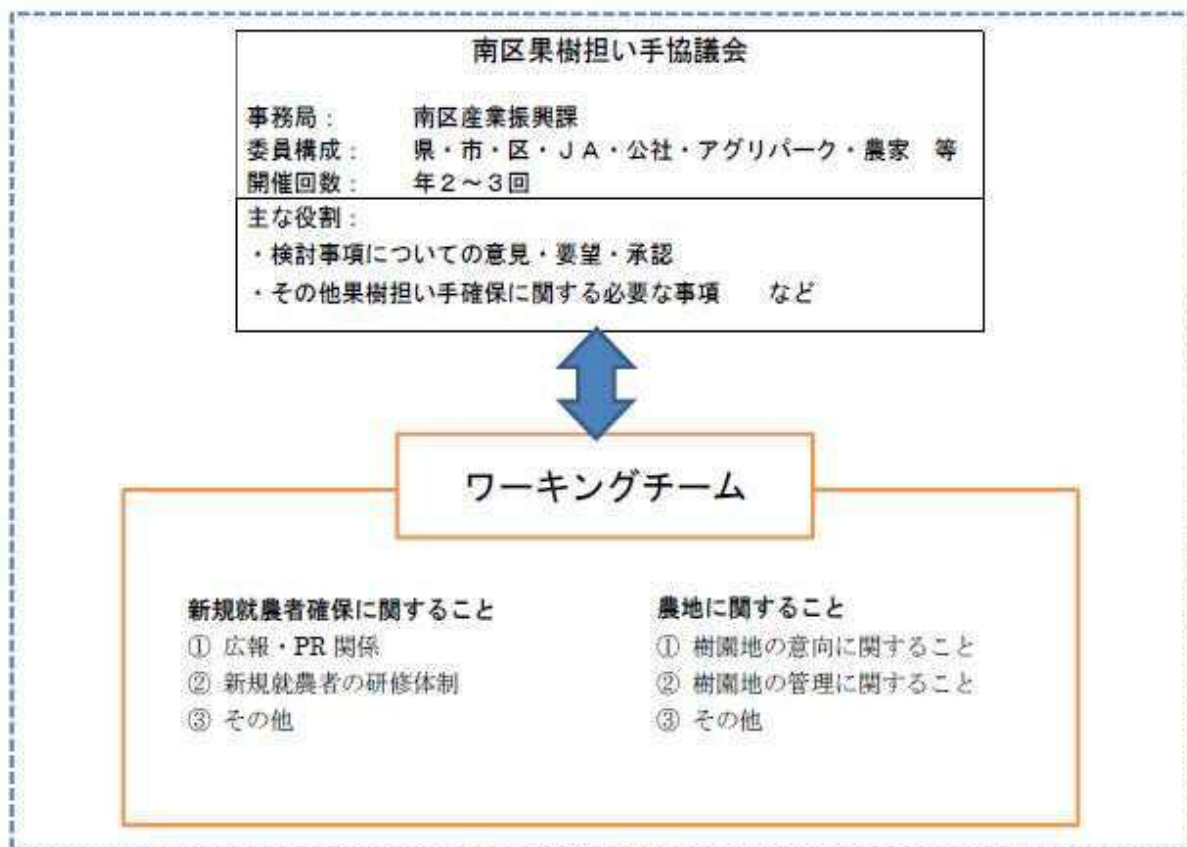 南区果樹担い手協議会
事務局： 南区産業振興課
委員構成： 県・市・区・ＪＡ・公社・アグリパーク・農家 等
開催回数： 年２～３回
主な役割：
・検討事項についての意見・要望・承認
・その他果樹担い手確保に関する必要な事項 など
ワーキングチーム
新規就農者確保に関すること
① 広報・PR 関係
② 新規就農者の研修体制
③ その他
農地に関すること
① 樹園地の意向に関すること
② 樹園地の管理に関すること
③ その他